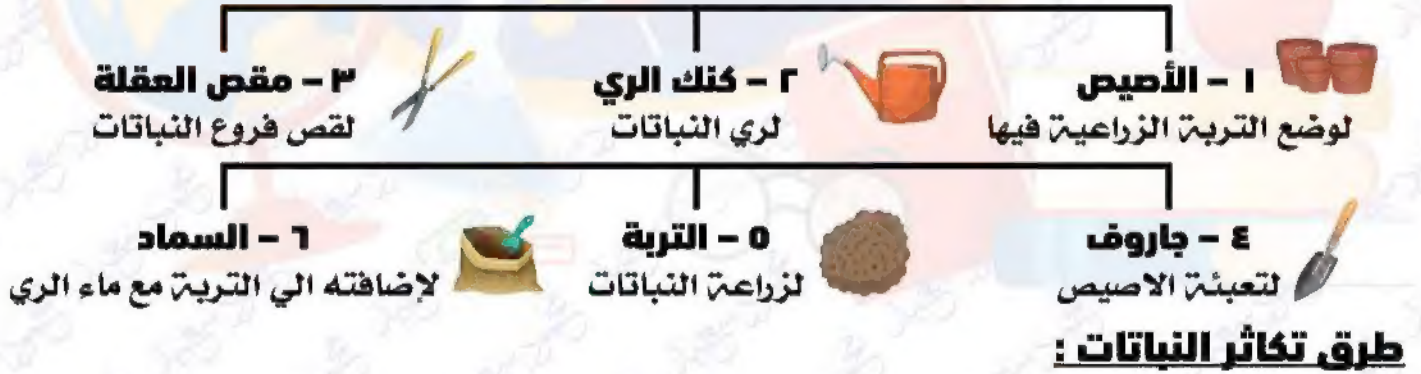 ١ - الأصيص
لوضع التربة الزراعية فيها
٢ - كنك الري
لري النباتات
٣ - مقص العقلة
لقص فروع النباتات
٤ - جاروف
لتعبئة الاصيص
٥ - التربة
لزراعة النباتات
٦ - السماد
لإضافته الي التربة مع ماء الري
طرق تكاثر النباتات :